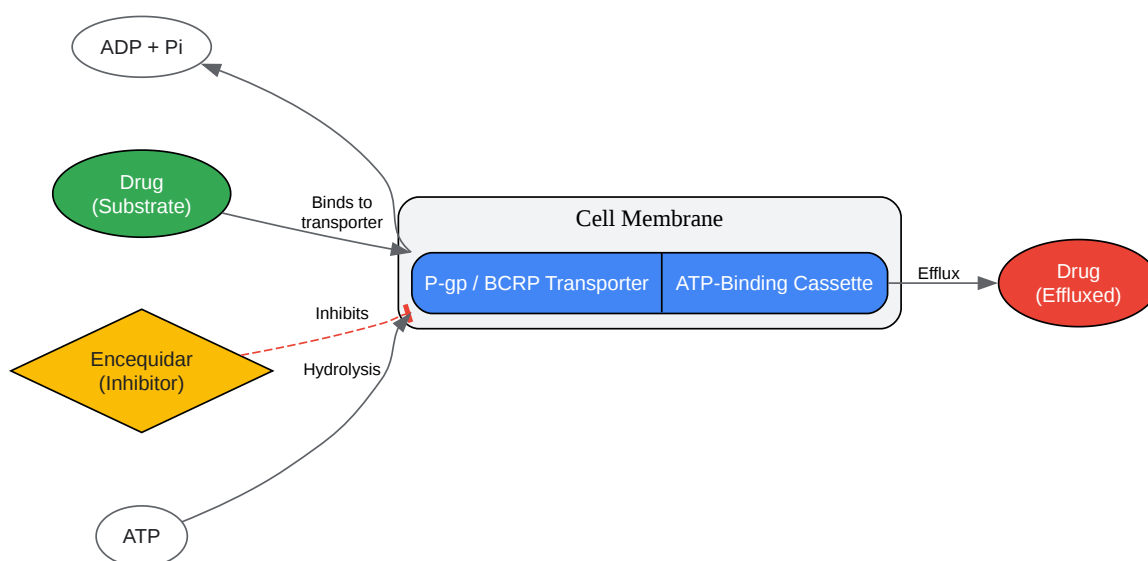 ADP + Pi
Drug
(Substrate)
Binds to
transporter
Cell Membrane
P-gp / BCRP Transporter
ATP-Binding Cassette
Efflux
Drug
(Effluxed)
Inhibits
Encequidar
(Inhibitor)
Hydrolysis
ATP